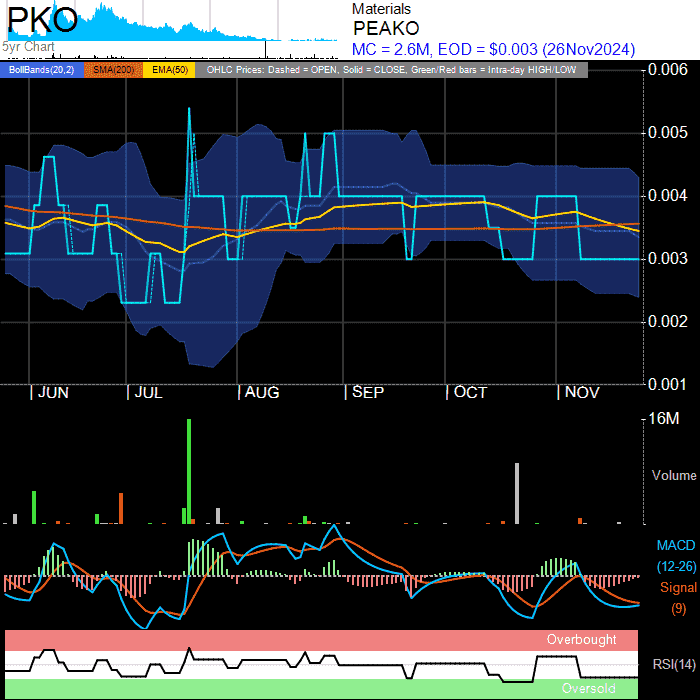 PKO
5yr Chart
Materials
PEAKO
MC = 2.6M, EOD = $0.003 (26Nov2024)
BollBands(20,2) SMA(200) EMA(50) OHLC Prices: Dashed = OPEN, Solid = CLOSE, Green/Red bars = Intra-day HIGH/LOW
0.006
0.005
0.004
0.003
0.002
0.001
| JUN | JUL | AUG | SEP | OCT | NOV
16M
Volume
MACD
(12-26)
Signal
(9)
Overbought
RSI(14)
Oversold